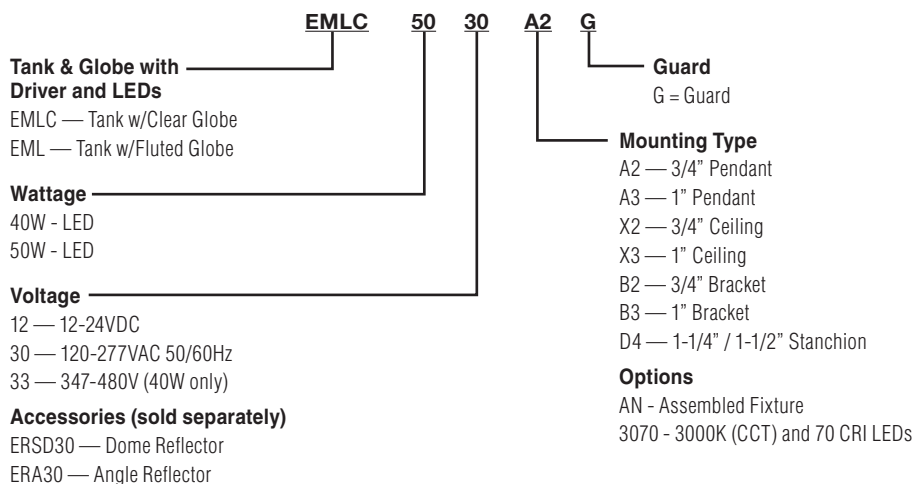 EMLC 50 30 A2 G
Tank & Globe with
Driver and LEDs
EMLC — Tank w/Clear Globe
EML — Tank w/Fluted Globe
Wattage
40W - LED
50W - LED
Voltage
12 — 12-24VDC
30 — 120-277VAC 50/60Hz
33 — 347-480V (40W only)
Accessories (sold separately)
ERSD30 — Dome Reflector
ERA30 — Angle Reflector
Guard
G = Guard
Mounting Type
A2 — 3/4” Pendant
A3 — 1” Pendant
X2 — 3/4” Ceiling
X3 — 1” Ceiling
B2 — 3/4” Bracket
B3 — 1” Bracket
D4 — 1-1/4” / 1-1/2” Stanchion
Options
AN - Assembled Fixture
3070 - 3000K (CCT) and 70 CRI LEDs